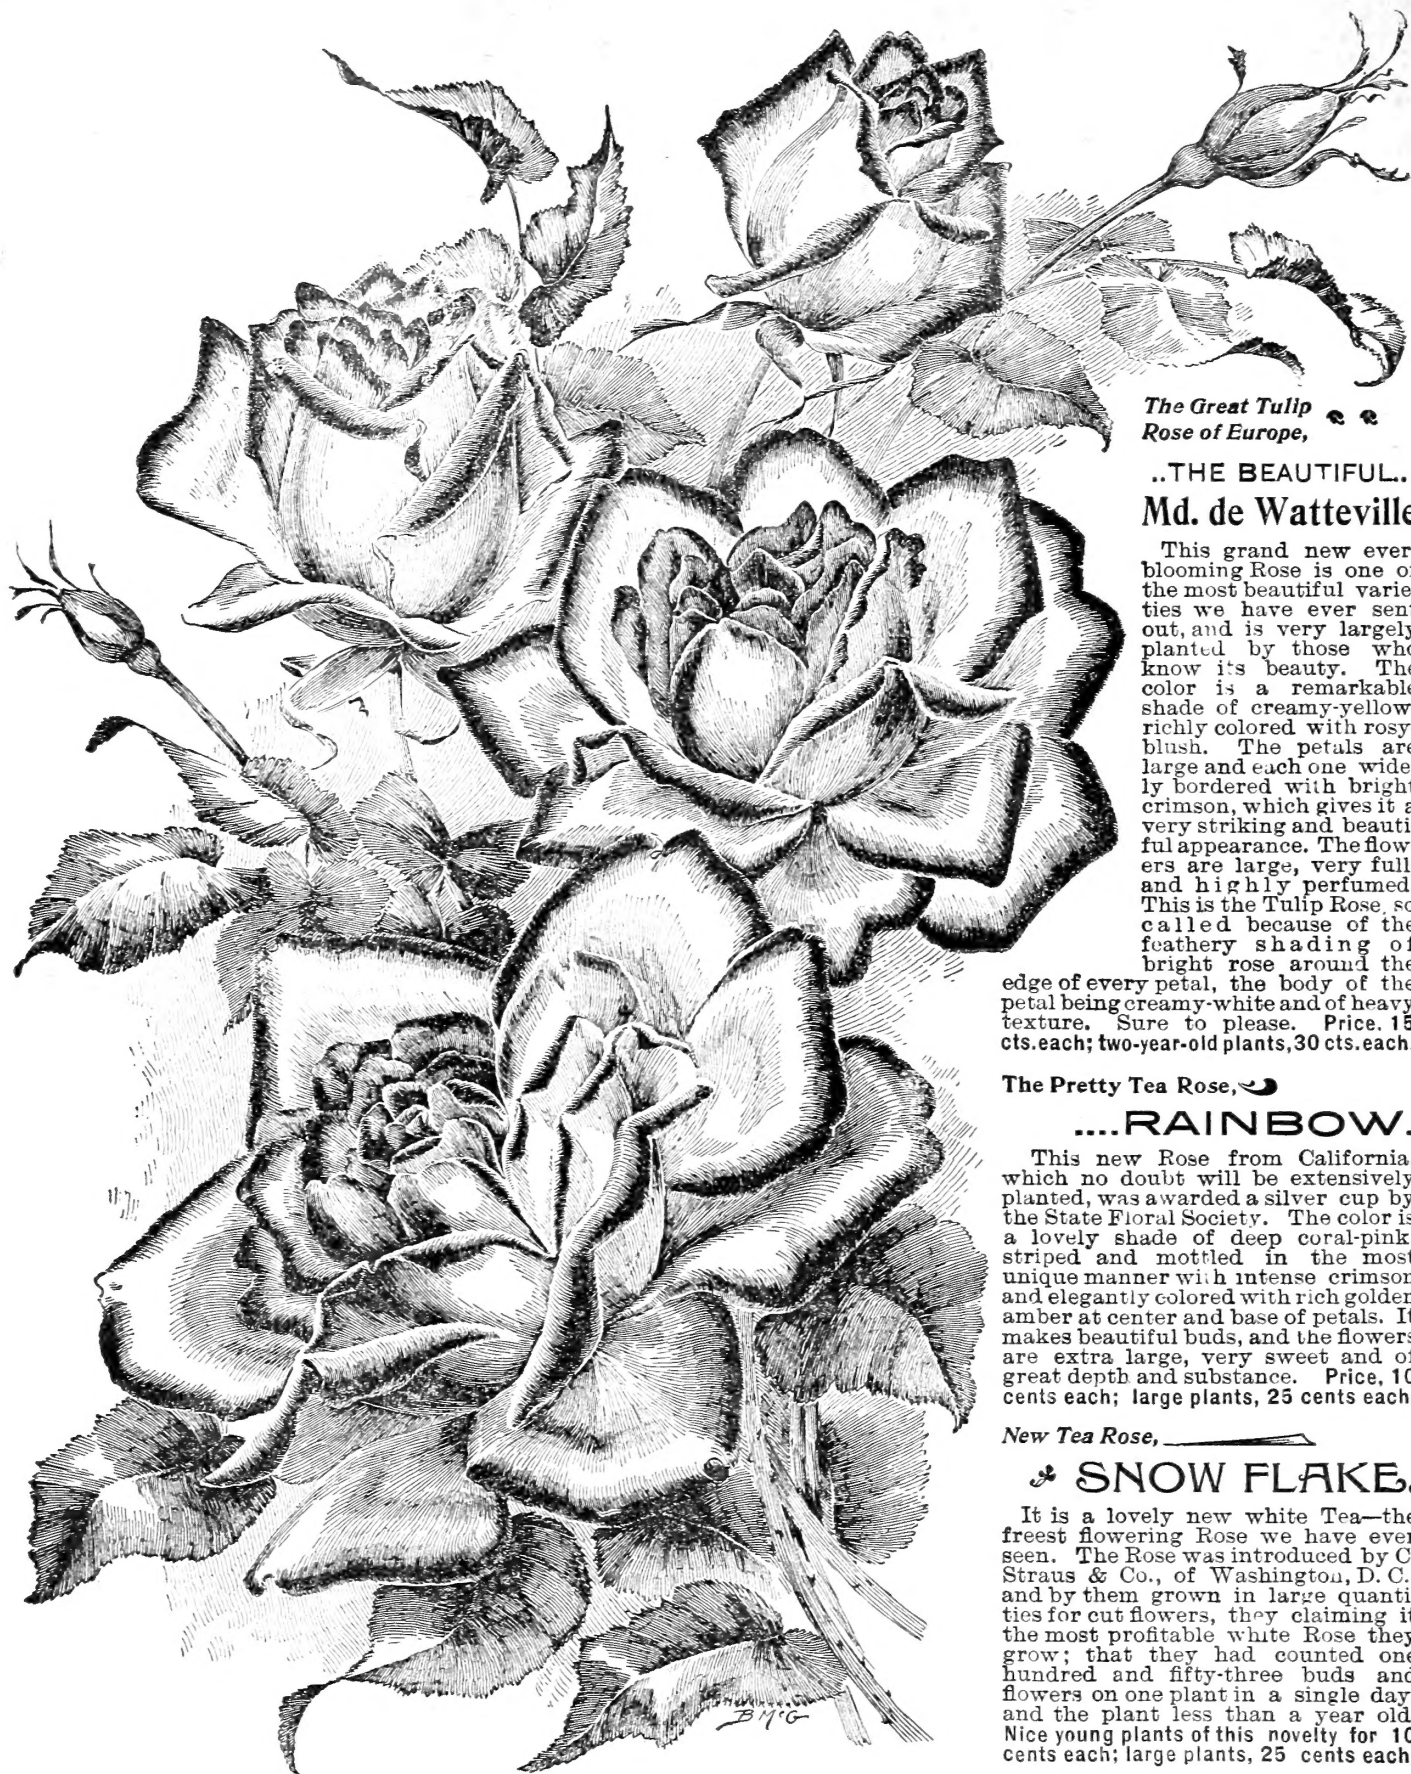 The Great Tulip
Rose of Europe,
..THE BEAUTIFUL..
Md. de Watteville
This grand new ever
blooming Rose is one of
the most beautiful varie
ties we have ever sent
out, and is very largely
planted by those who
know its beauty. The
color is a remarkable
shade of creamy-yellow
richly colored with rosy
blush. The petals are
large and each one wide
ly bordered with bright
crimson, which gives it a
very striking and beauti
ful appearance. The flow
ers are large, very full
and highly perfumed
This is the Tulip Rose, so
called because of the
feathery shading of
bright rose around the
edge of every petal, the body of the
petal being creamy-white and of heavy
texture. Sure to please. Price, 15
cts. each; two-year-old plants, 30 cts. each.
The Pretty Tea Rose,
....RAINBOW.
This new Rose from California
which no doubt will be extensively
planted, was awarded a silver cup by
the State Floral Society. The color is
a lovely shade of deep coral-pink
striped and mottled in the most
unique manner with intense crimson
and elegantly colored with rich golden
amber at center and base of petals. It
makes beautiful buds, and the flowers
are extra large, very sweet and of
great depth and substance. Price, 10
cents each; large plants, 25 cents each
New Tea Rose,
SNOW FLAKE.
It is a lovely new white Tea—the
freest flowering Rose we have ever
seen. The Rose was introduced by C
Straus & Co., of Washington, D. C.
and by them grown in large quanti
ties for cut flowers, they claiming it
the most profitable white Rose they
grow; that they had counted one
hundred and fifty-three buds and
flowers on one plant in a single day
and the plant less than a year old
Nice young plants of this novelty for 10
cents each; large plants, 25 cents each
B McG